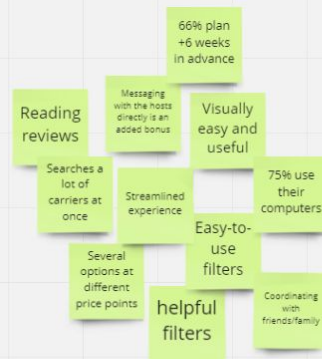 66% plan
+6 weeks
in advance
Messaging
with the hosts
directly is an
added bonus
Reading
reviews
Visually
easy and
useful
Searches a
lot of
carriers at
once
Streamlined
experience
75% use
their
computers
Easy-to-
use
filters
Several
options at
different
price points
helpful
filters
Coordinating
with
friends/family